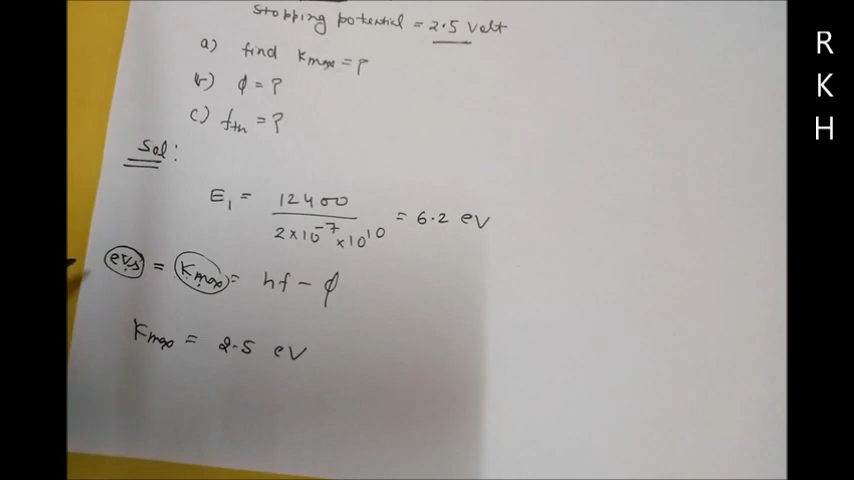 Stopping potential = 2.5 Volt
a) find Kmax = ?
b) φ = ?
c) fth = ?
Sol:
E1 = 12400 / 2×10^-7 ×10^10 = 6.2 eV
= Kmax = hf - φ
Kmax = 2.5 eV
R
K
H